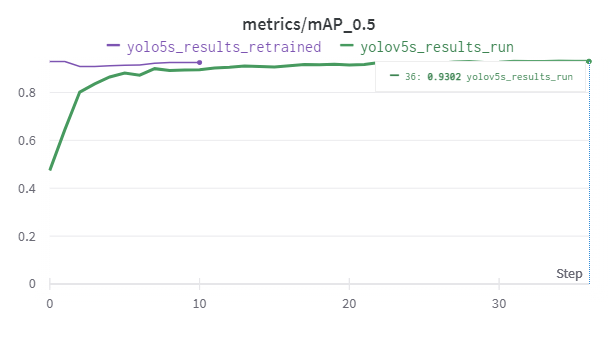 metrics/mAP_0.5
yolo5s_results_retrained yolov5s_results_run
36: 0.9302 yolov5s_results_run
0.8
0.6
0.4
0.2
0
Step
0 10 20 30